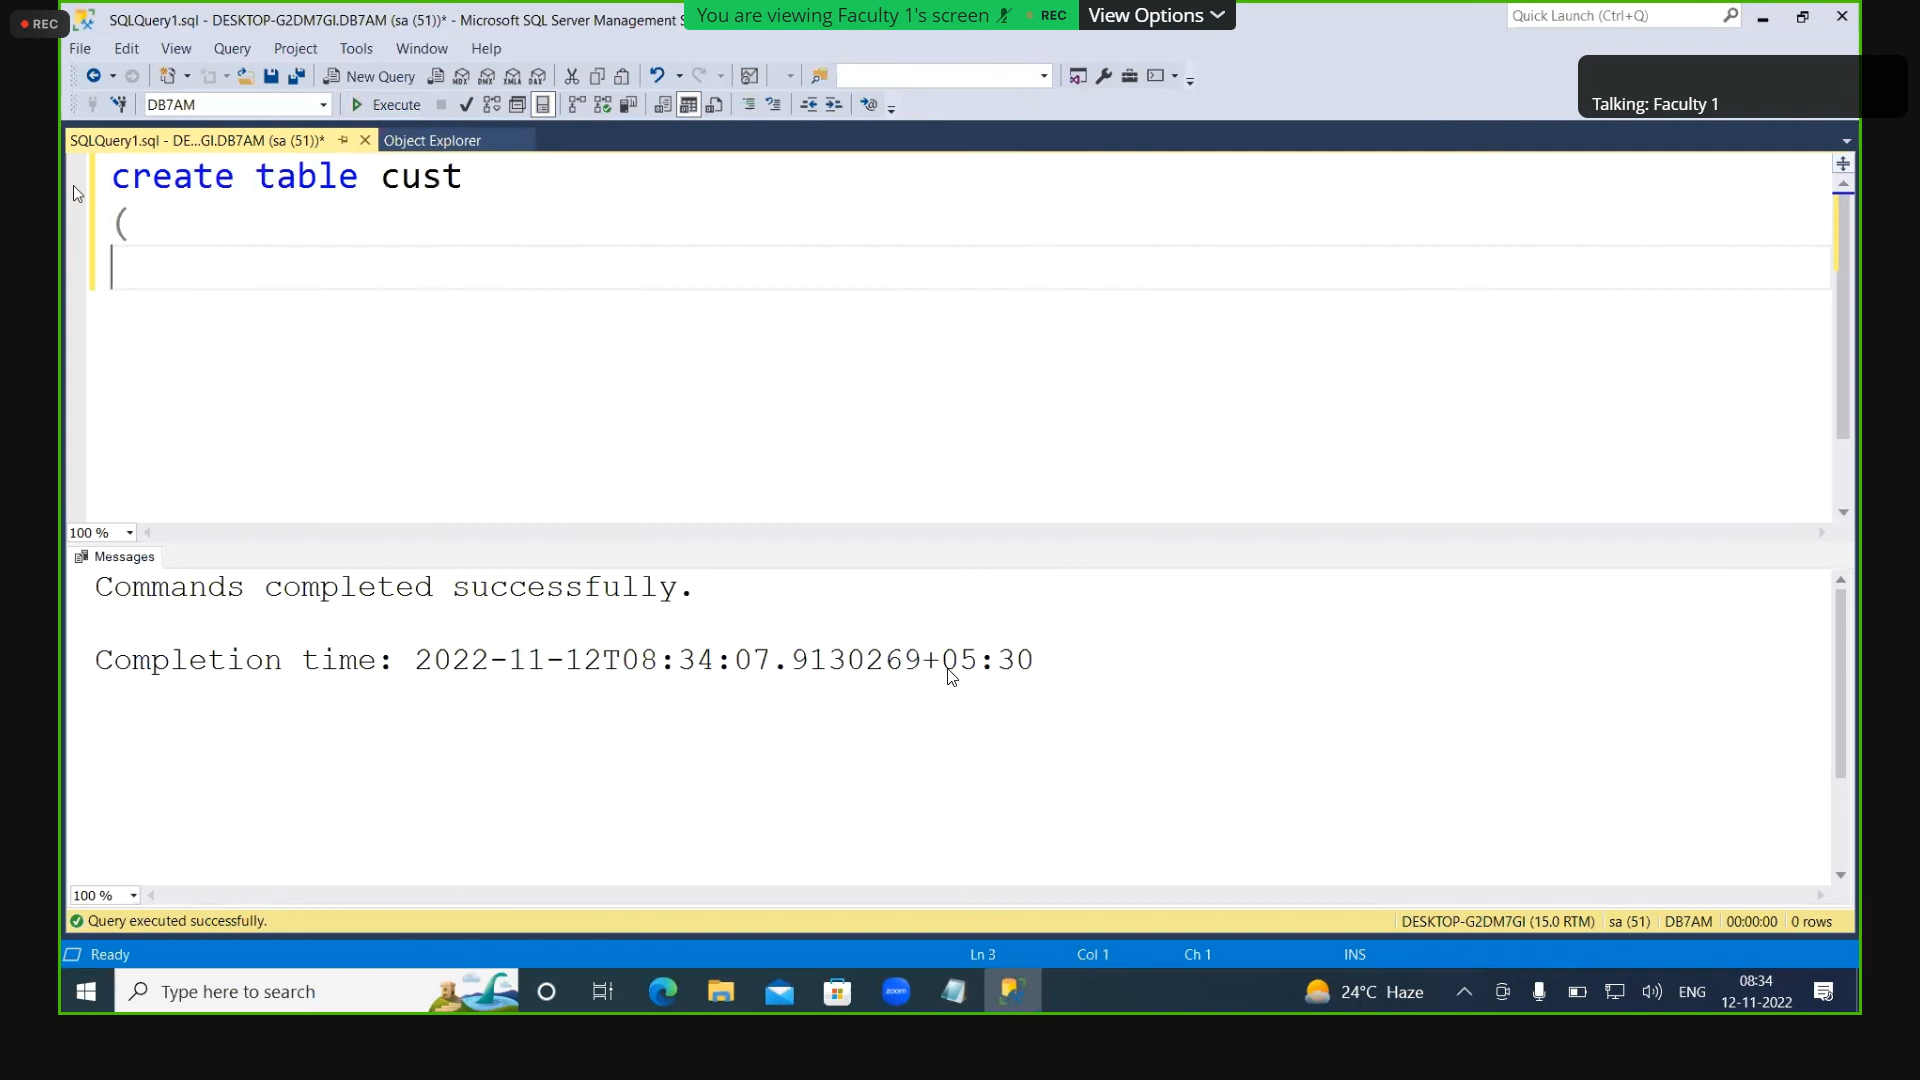 REC
SQLQuery1.sql - DESKTOP-G2DM7GI.DB7AM (sa (51))* - Microsoft SQL Server Management S
You are viewing Faculty 1's screen
REC
View Options
Quick Launch (Ctrl+Q)
File Edit View Query Project Tools Window Help
New Query
MDX DMX XMLA DAX
Talking: Faculty 1
DB7AM
Execute
SQLQuery1.sql - DE...GI.DB7AM (sa (51))*
Object Explorer
create table cust
(
100 %
Messages
Commands completed successfully.
Completion time: 2022-11-12T08:34:07.9130269+05:30
100 %
Query executed successfully.
DESKTOP-G2DM7GI (15.0 RTM) sa (51) DB7AM 00:00:00 0 rows
Ready
Ln 3 Col 1 Ch 1 INS
Type here to search
zoom
24°C Haze
ENG
08:34
12-11-2022